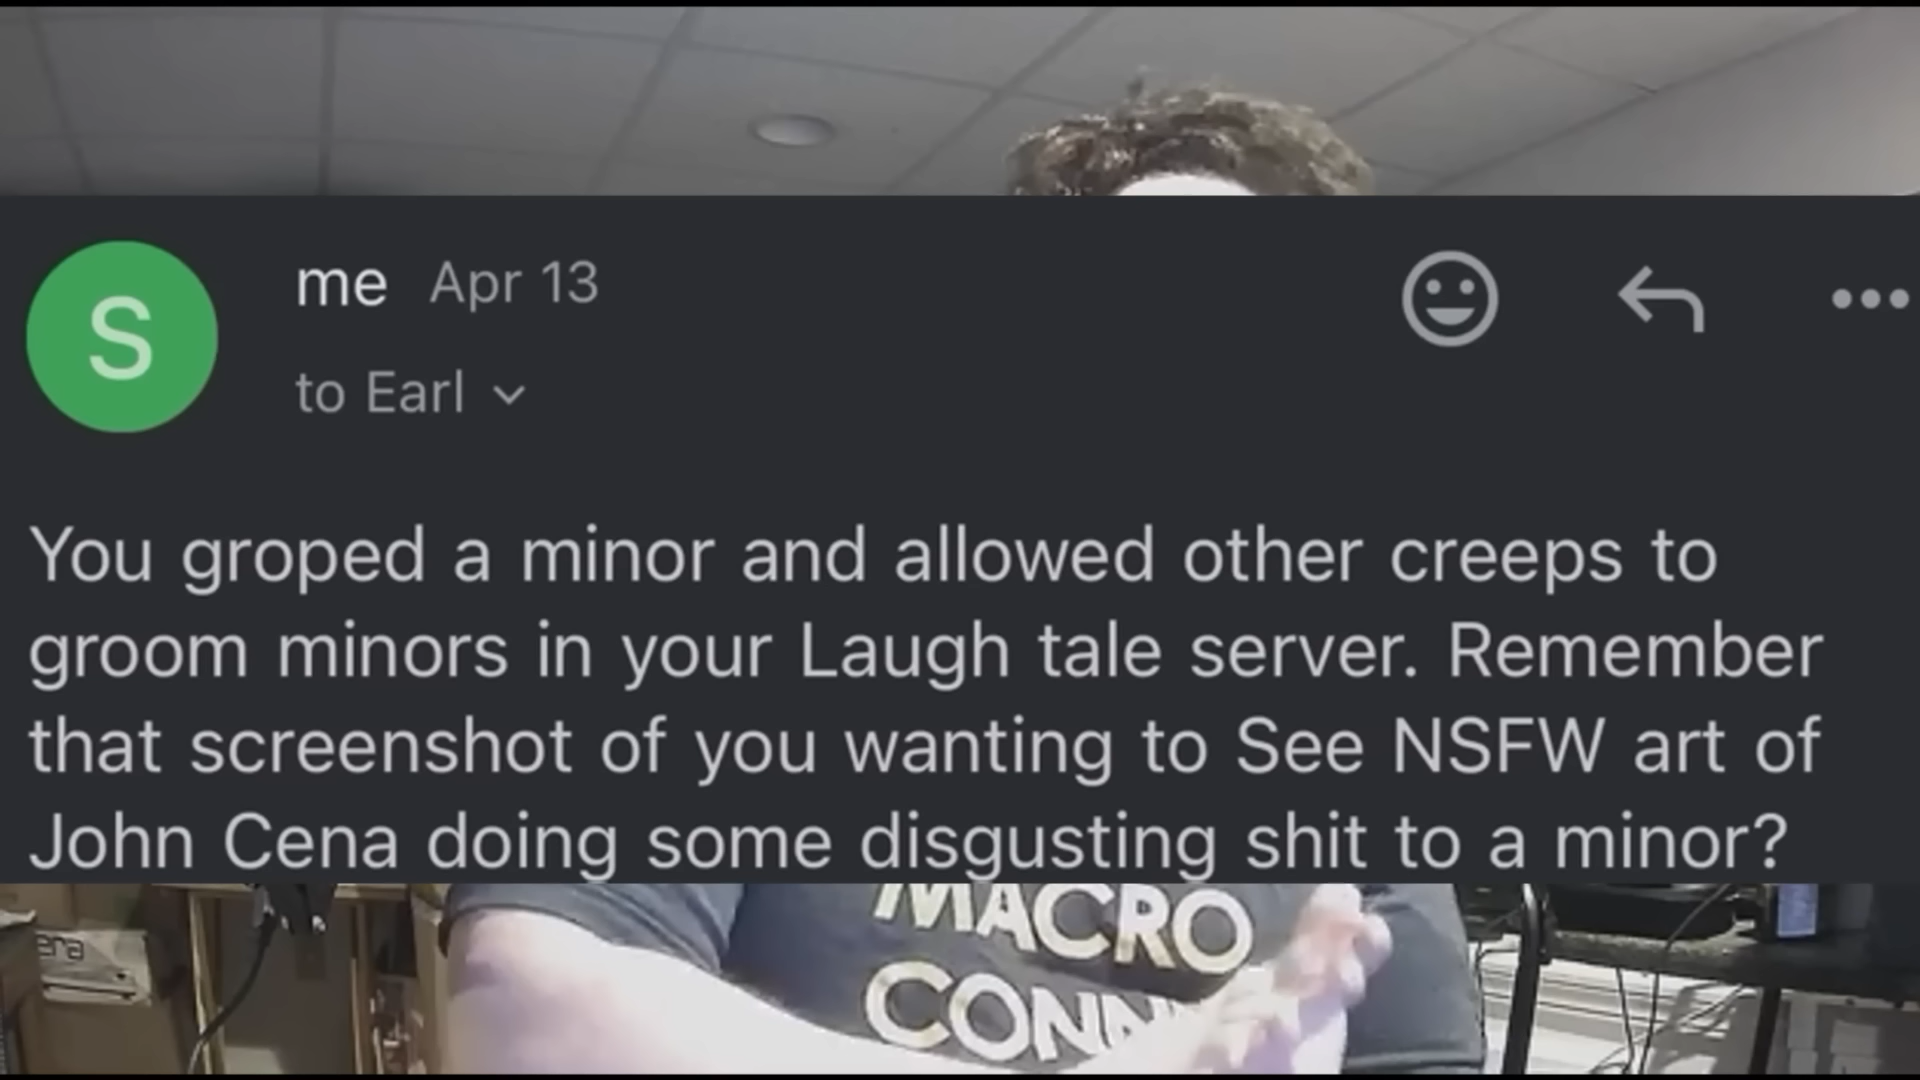 S
me Apr 13
to Earl
You groped a minor and allowed other creeps to
groom minors in your Laugh tale server. Remember
that screenshot of you wanting to See NSFW art of
John Cena doing some disgusting shit to a minor?
era
MACRO
CONN